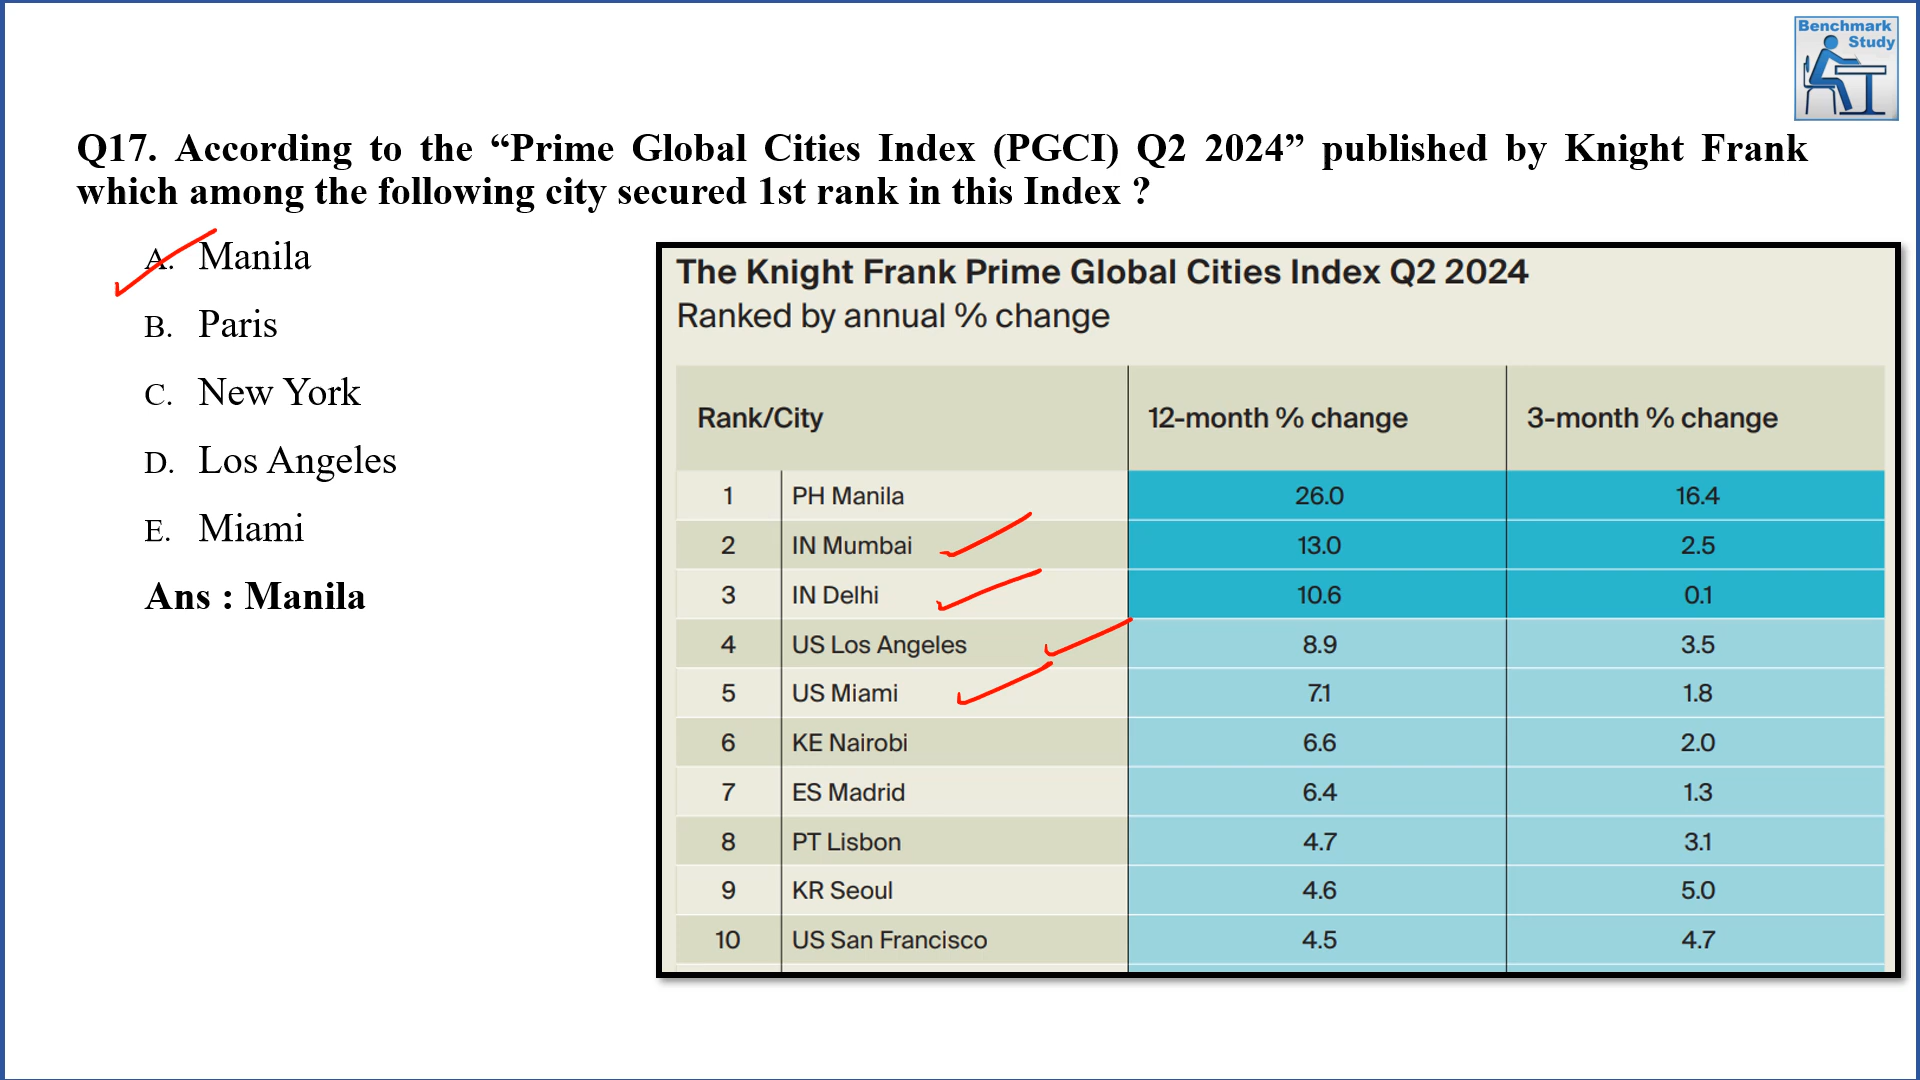 Benchmark
Study
Q17. According to the “Prime Global Cities Index (PGCI) Q2 2024” published by Knight Frank
which among the following city secured 1st rank in this Index ?
A. Manila
B. Paris
C. New York
D. Los Angeles
E. Miami
Ans : Manila
The Knight Frank Prime Global Cities Index Q2 2024
Ranked by annual % change
Rank/City 12-month % change 3-month % change
1 PH Manila 26.0 16.4
2 IN Mumbai 13.0 2.5
3 IN Delhi 10.6 0.1
4 US Los Angeles 8.9 3.5
5 US Miami 7.1 1.8
6 KE Nairobi 6.6 2.0
7 ES Madrid 6.4 1.3
8 PT Lisbon 4.7 3.1
9 KR Seoul 4.6 5.0
10 US San Francisco 4.5 4.7